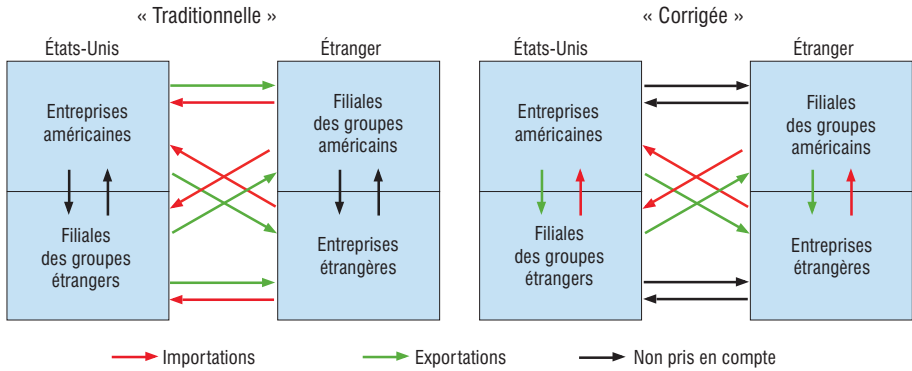 « Traditionnelle »
États-Unis
Étranger
Entreprises
américaines
Filiales
des groupes
américains
Filiales
des groupes
étrangers
Entreprises
étrangères
« Corrigée »
États-Unis
Étranger
Entreprises
américaines
Filiales
des groupes
américains
Filiales
des groupes
étrangers
Entreprises
étrangères
Importations
Exportations
Non pris en compte